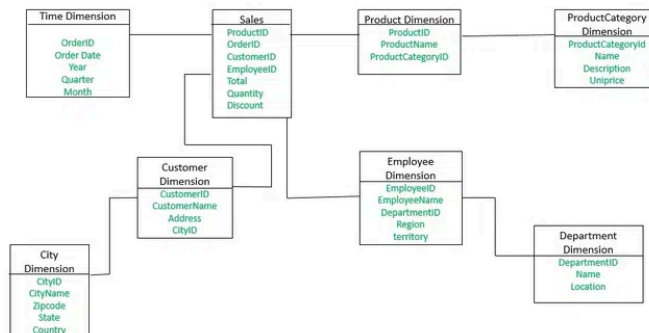 Time Dimension
OrderID
Order Date
Year
Quarter
Month
Sales
ProductID
OrderID
CustomerID
EmployeeID
Total
Quantity
Discount
Product Dimension
ProductID
ProductName
ProductCategoryID
ProductCategory
Dimension
ProductCategoryId
Name
Description
Uniprice
Customer
Dimension
CustomerID
CustomerName
Address
CityID
Employee
Dimension
EmployeeID
EmployeeName
DepartmentID
Region
territory
City
Dimension
CityID
CityName
Zipcode
State
Country
Department
Dimension
DepartmentID
Name
Location